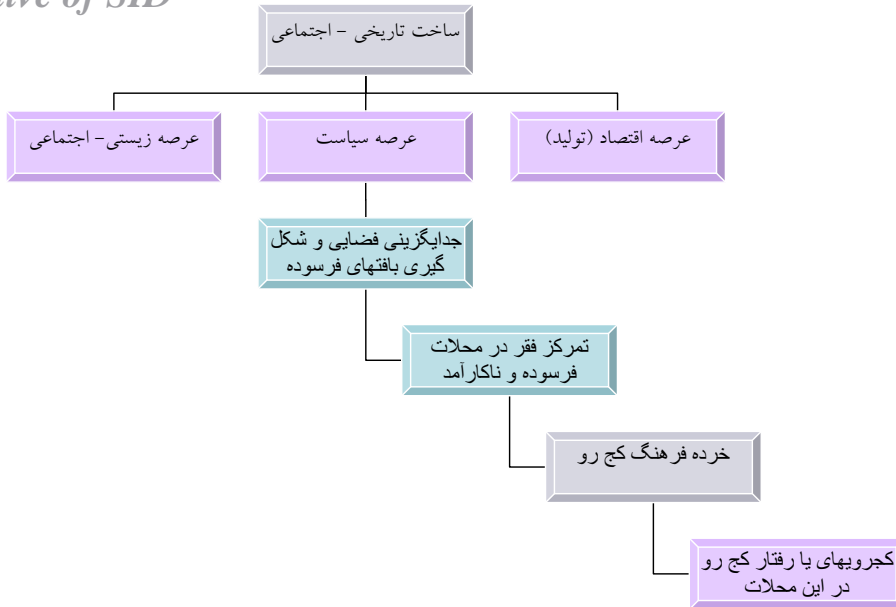 ive of SID
ساخت تاریخی - اجتماعی
عرصه اقتصاد (تولید)
عرصه سیاست
عرصه زیستی- اجتماعی
جدایگزینی فضایی و شکل
گیری بافتهای فرسوده
تمرکز فقر در محلات
فرسوده و ناکارآمد
خرده فرهنگ کج رو
کجرویهای یا رفتار کج رو
در این محلات